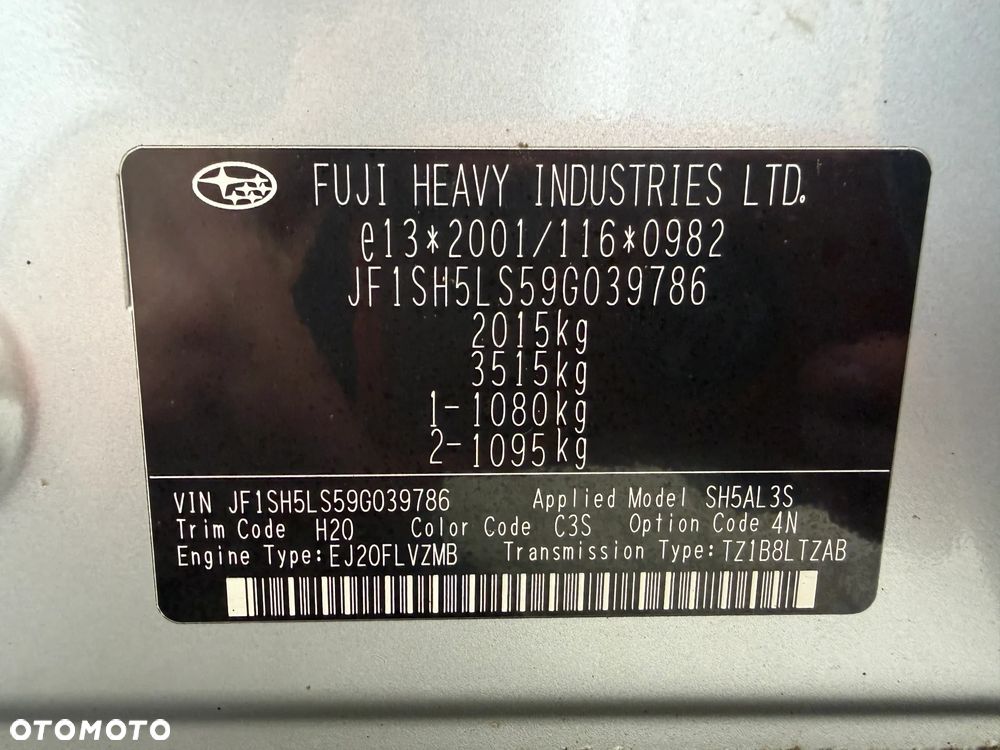 FUJI HEAVY INDUSTRIES LTD.
e13*2001/116*0982
JF1SH5LS59G039786
2015kg
3515kg
1-1080kg
2-1095kg
VIN JF1SH5LS59G039786 Applied Model SH5AL3S
Trim Code H20 Color Code C3S Option Code 4N
Engine Type:EJ20FLVZMB Transmission Type:TZ1B8LTZAB
OTOMOTO